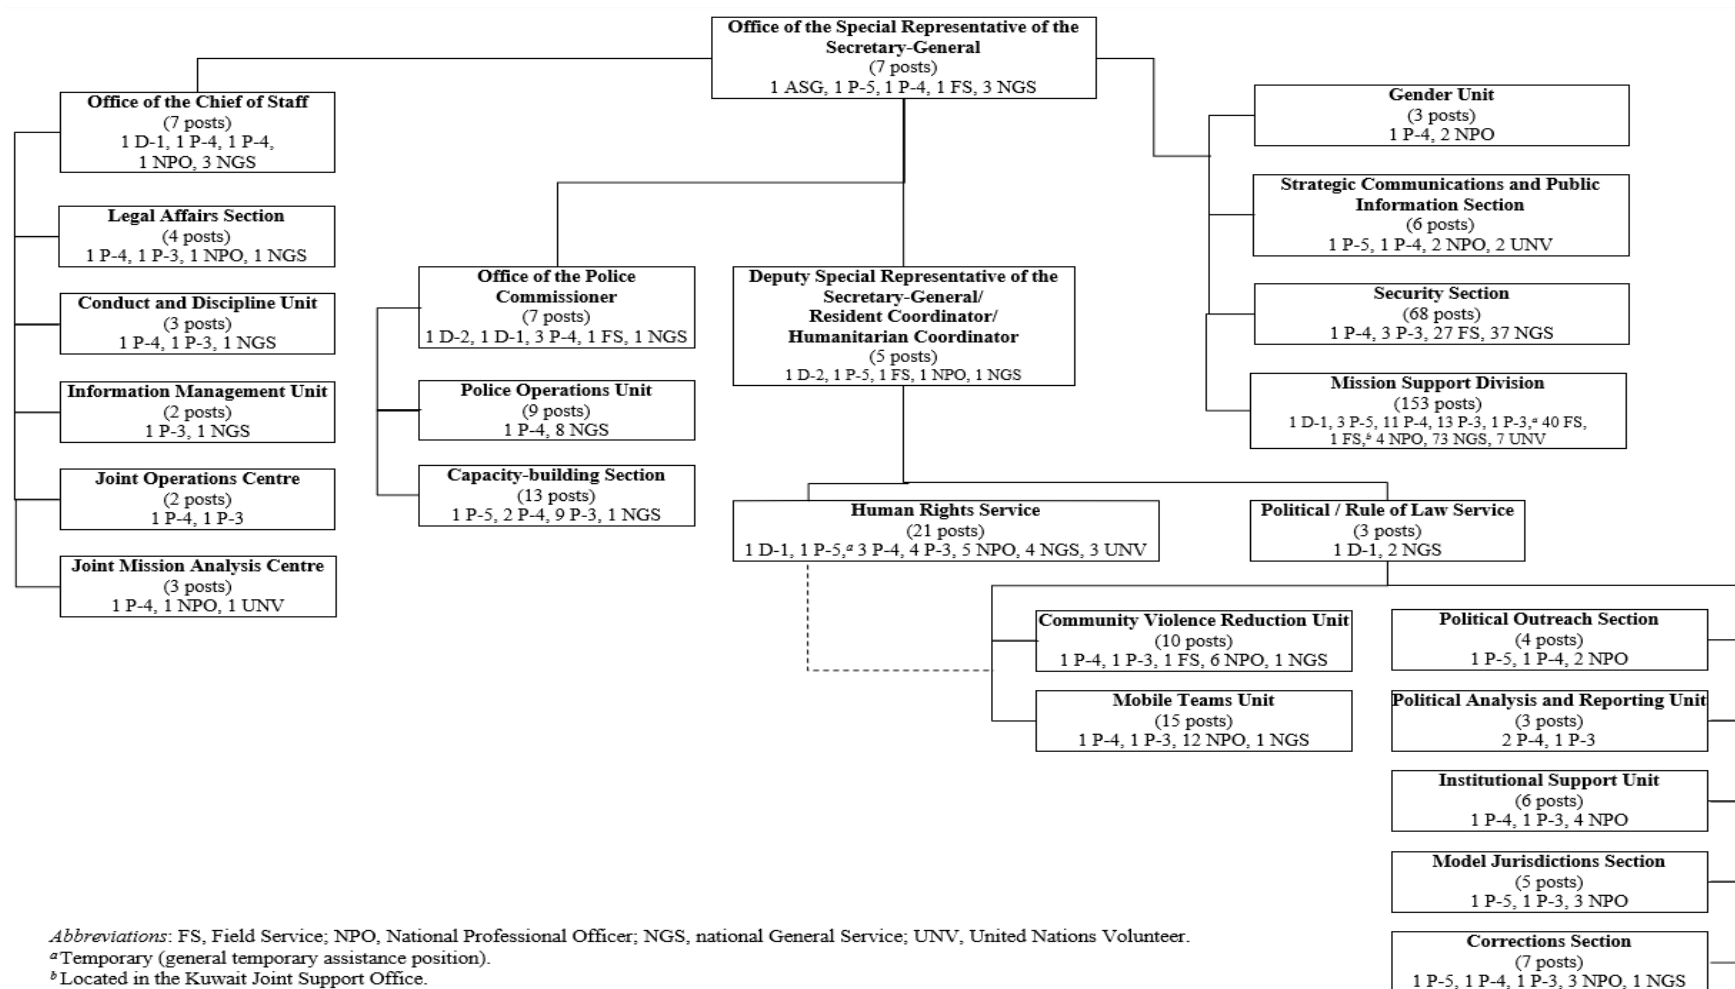 Office of the Special Representative of the
Secretary-General
(7 posts)
1 ASG, 1 P-5, 1 P-4, 1 FS, 3 NGS
Office of the Chief of Staff
(7 posts)
1 D-1, 1 P-4, 1 P-4,
1 NPO, 3 NGS
Legal Affairs Section
(4 posts)
1 P-4, 1 P-3, 1 NPO, 1 NGS
Conduct and Discipline Unit
(3 posts)
1 P-4, 1 P-3, 1 NGS
Information Management Unit
(2 posts)
1 P-3, 1 NGS
Joint Operations Centre
(2 posts)
1 P-4, 1 P-3
Joint Mission Analysis Centre
(3 posts)
1 P-4, 1 NPO, 1 UNV
Office of the Police
Commissioner
(7 posts)
1 D-2, 1 D-1, 3 P-4, 1 FS, 1 NGS
Police Operations Unit
(9 posts)
1 P-4, 8 NGS
Capacity-building Section
(13 posts)
1 P-5, 2 P-4, 9 P-3, 1 NGS
Deputy Special Representative of the
Secretary-General/
Resident Coordinator/
Humanitarian Coordinator
(5 posts)
1 D-2, 1 P-5, 1 FS, 1 NPO, 1 NGS
Gender Unit
(3 posts)
1 P-4, 2 NPO
Strategic Communications and Public
Information Section
(6 posts)
1 P-5, 1 P-4, 2 NPO, 2 UNV
Security Section
(68 posts)
1 P-4, 3 P-3, 27 FS, 37 NGS
Mission Support Division
(153 posts)
1 D-1, 3 P-5, 11 P-4, 13 P-3, 1 P-3,ᵃ 40 FS,
1 FS,ᵇ 4 NPO, 73 NGS, 7 UNV
Human Rights Service
(21 posts)
1 D-1, 1 P-5,ᵃ 3 P-4, 4 P-3, 5 NPO, 4 NGS, 3 UNV
Political / Rule of Law Service
(3 posts)
1 D-1, 2 NGS
Community Violence Reduction Unit
(10 posts)
1 P-4, 1 P-3, 1 FS, 6 NPO, 1 NGS
Mobile Teams Unit
(15 posts)
1 P-4, 1 P-3, 12 NPO, 1 NGS
Political Outreach Section
(4 posts)
1 P-5, 1 P-4, 2 NPO
Political Analysis and Reporting Unit
(3 posts)
2 P-4, 1 P-3
Institutional Support Unit
(6 posts)
1 P-4, 1 P-3, 4 NPO
Model Jurisdictions Section
(5 posts)
1 P-5, 1 P-3, 3 NPO
Corrections Section
(7 posts)
1 P-5, 1 P-4, 1 P-3, 3 NPO, 1 NGS
Abbreviations: FS, Field Service; NPO, National Professional Officer; NGS, national General Service; UNV, United Nations Volunteer.
ᵃ Temporary (general temporary assistance position).
ᵇ Located in the Kuwait Joint Support Office.